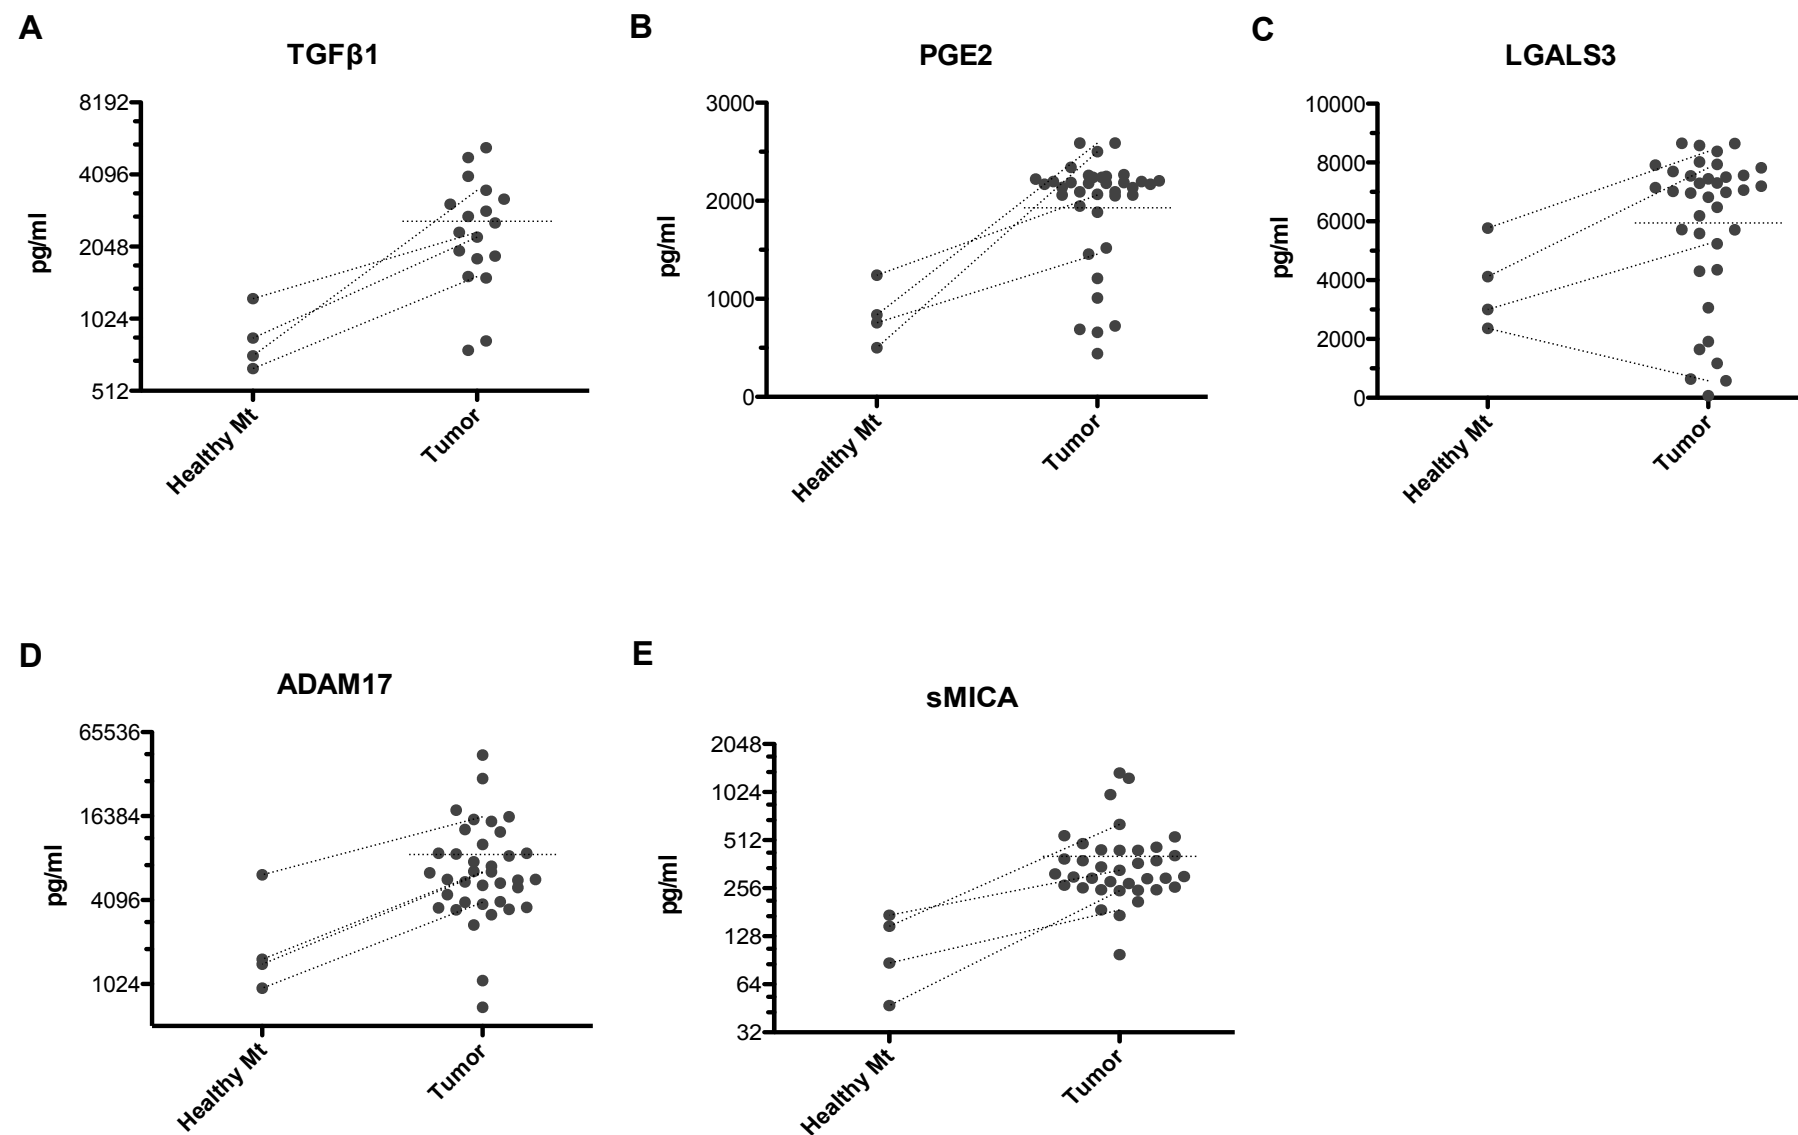 A
TGFβ1
8192
4096
2048
1024
512
pg/ml
Healthy Mt
Tumor
B
PGE2
3000
2000
1000
0
pg/ml
Healthy Mt
Tumor
C
LGALS3
10000
8000
6000
4000
2000
0
pg/ml
Healthy Mt
Tumor
D
ADAM17
65536
16384
4096
1024
pg/ml
Healthy Mt
Tumor
E
sMICA
2048
1024
512
256
128
64
32
pg/ml
Healthy Mt
Tumor